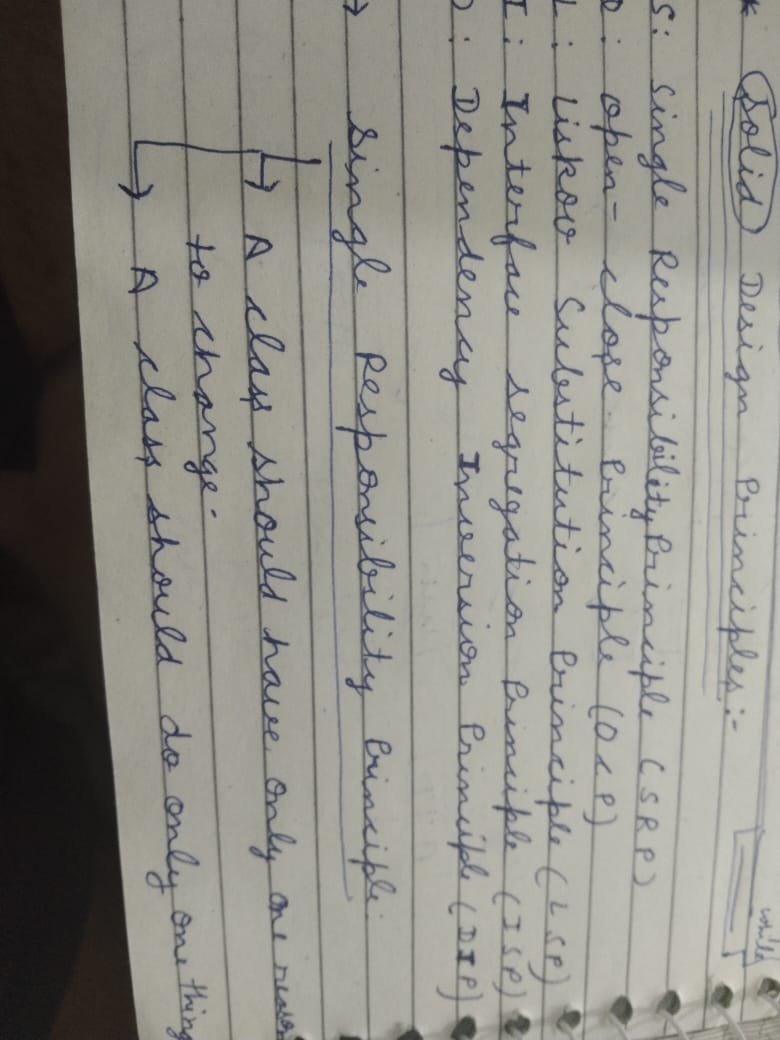 while
* Solid Design Principles:-
S: Single Responsibility Principle (SRP)
O: open- close Principle (OCP)
L: Liskov Substitution Principle (LSP)
I: Interface segregation Principle (ISP)
D: Dependency Inversion Principle (DIP)
→ Single Responsibility Principle.
↳ A class should have only one reason
to change.
↳ A class should do only one thing